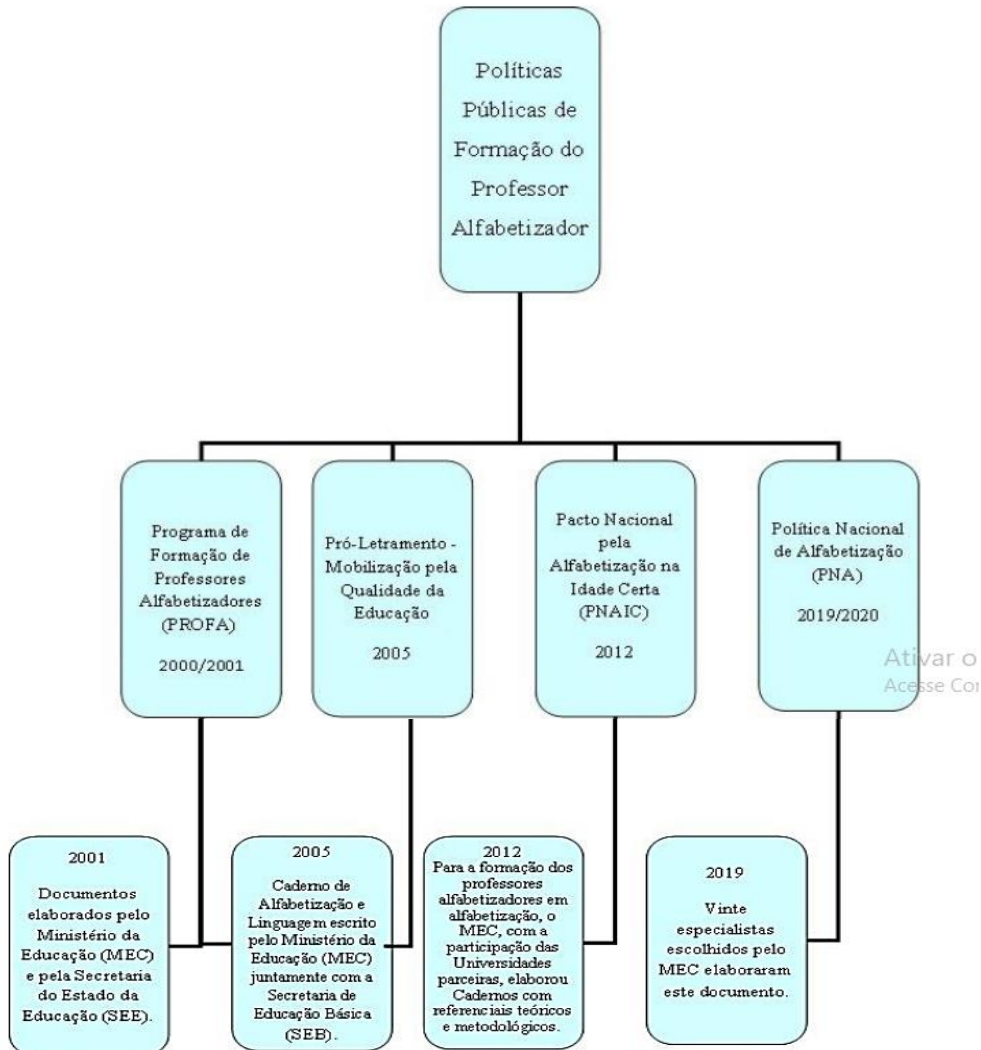 Políticas
Públicas de
Formação do
Professor
Alfabetizador
Programa de
Formação de
Professores
Alfabetizadores
(PROFA)
2000/2001
Pró-Letramento -
Mobilização pela
Qualidade da
Educação
2005
Pacto Nacional
pela
Alfabetização na
Idade Certa
(PNAIC)
2012
Política Nacional
de Alfabetização
(PNA)
2019/2020
Ativar o
Acesse Con
2001
Documentos
elaborados pelo
Ministério da
Educação (MEC)
e pela Secretaria
do Estado da
Educação (SEE).
2005
Caderno de
Alfabetização e
Linguagem escrito
pelo Ministério da
Educação (MEC)
juntamente com a
Secretaria de
Educação Básica
(SEB).
2012
Para a formação dos
professores
alfabetizadores em
alfabetização, o
MEC, com a
participação das
Universidades
parceiras, elaborou
Cadernos com
referenciais teóricos
e metodológicos.
2019
Vinte
especialistas
escolhidos pelo
MEC elaboraram
este documento.